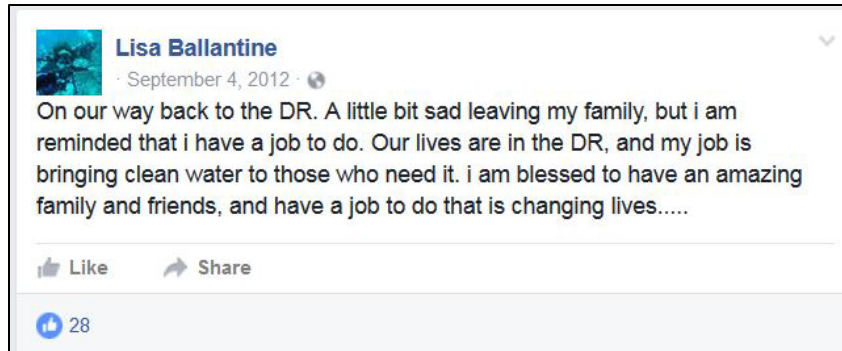 Lisa Ballantine
· September 4, 2012 ·
On our way back to the DR. A little bit sad leaving my family, but i am
reminded that i have a job to do. Our lives are in the DR, and my job is
bringing clean water to those who need it. i am blessed to have an amazing
family and friends, and have a job to do that is changing lives.....
Like Share
28